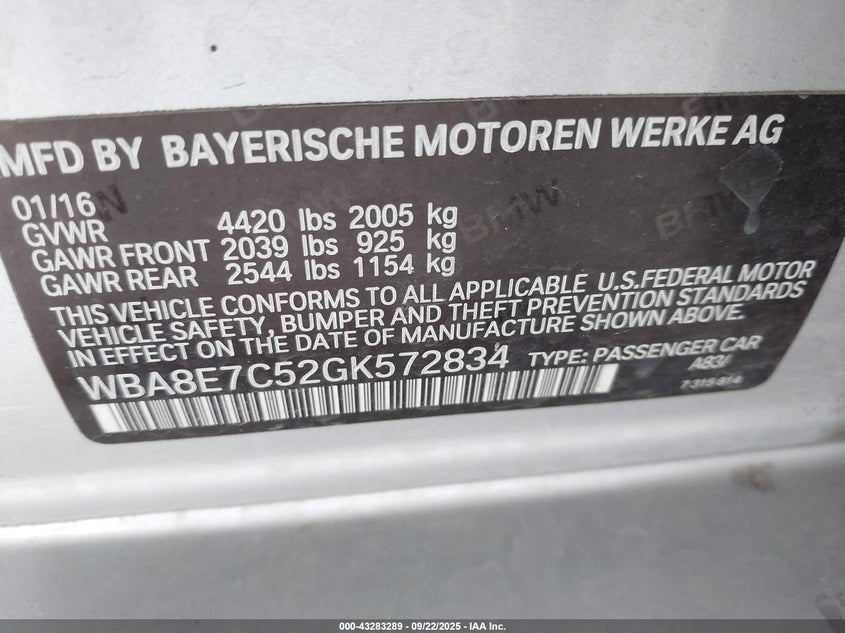 MFD BY BAYERISCHE MOTOREN WERKE AG
01/16
GVWR 4420 lbs 2005 kg
GAWR FRONT 2039 lbs 925 kg
GAWR REAR 2544 lbs 1154 kg
THIS VEHICLE CONFORMS TO ALL APPLICABLE U.S.FEDERAL MOTOR
VEHICLE SAFETY, BUMPER AND THEFT PREVENTION STANDARDS
IN EFFECT ON THE DATE OF MANUFACTURE SHOWN ABOVE.
WBA8E7C52GK572834 TYPE: PASSENGER CAR
A83/
000-43283289 - 09/22/2025 - IAA Inc.